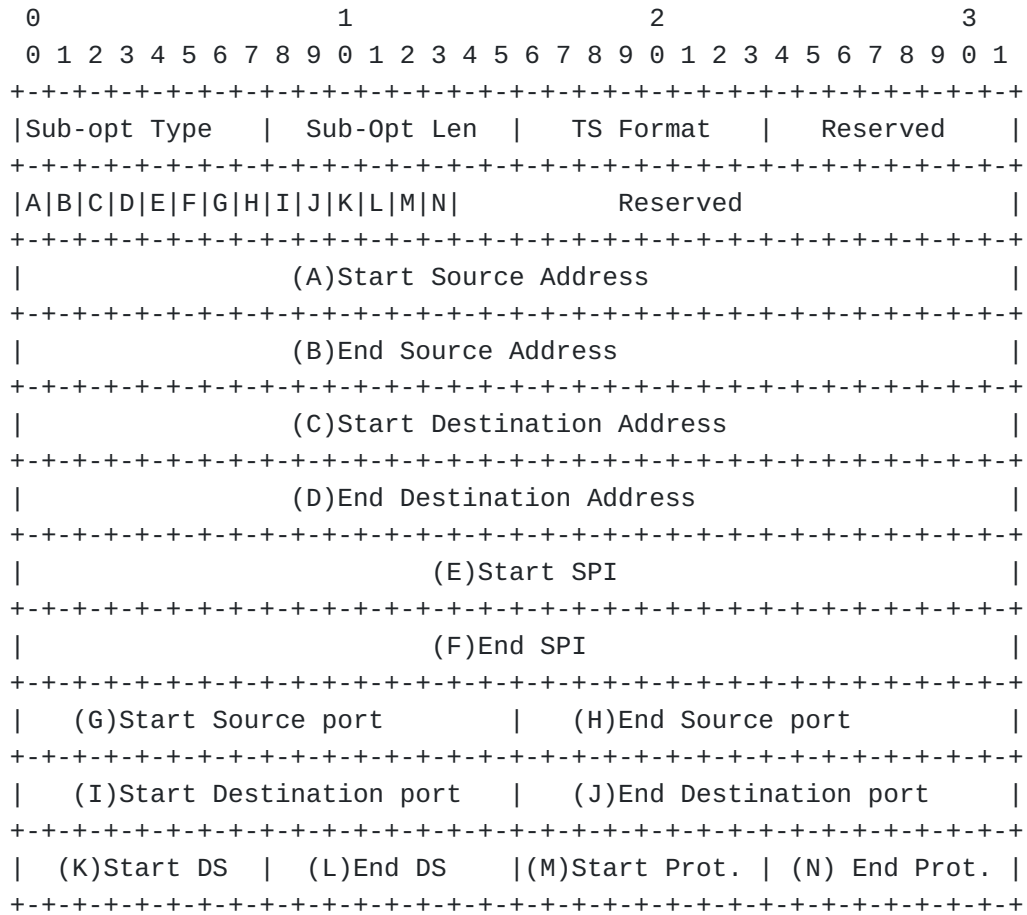 0                   1                   2                   3
 0 1 2 3 4 5 6 7 8 9 0 1 2 3 4 5 6 7 8 9 0 1 2 3 4 5 6 7 8 9 0 1
+-+-+-+-+-+-+-+-+-+-+-+-+-+-+-+-+-+-+-+-+-+-+-+-+-+-+-+-+-+-+-+-+
|Sub-opt Type   |  Sub-Opt Len  |   TS Format   |   Reserved    |
+-+-+-+-+-+-+-+-+-+-+-+-+-+-+-+-+-+-+-+-+-+-+-+-+-+-+-+-+-+-+-+-+
|A|B|C|D|E|F|G|H|I|J|K|L|M|N|          Reserved                 |
+-+-+-+-+-+-+-+-+-+-+-+-+-+-+-+-+-+-+-+-+-+-+-+-+-+-+-+-+-+-+-+-+
|                 (A)Start Source Address                       |
+-+-+-+-+-+-+-+-+-+-+-+-+-+-+-+-+-+-+-+-+-+-+-+-+-+-+-+-+-+-+-+-+
|                 (B)End Source Address                         |
+-+-+-+-+-+-+-+-+-+-+-+-+-+-+-+-+-+-+-+-+-+-+-+-+-+-+-+-+-+-+-+-+
|                 (C)Start Destination Address                  |
+-+-+-+-+-+-+-+-+-+-+-+-+-+-+-+-+-+-+-+-+-+-+-+-+-+-+-+-+-+-+-+-+
|                 (D)End Destination Address                    |
+-+-+-+-+-+-+-+-+-+-+-+-+-+-+-+-+-+-+-+-+-+-+-+-+-+-+-+-+-+-+-+-+
|                          (E)Start SPI                         |
+-+-+-+-+-+-+-+-+-+-+-+-+-+-+-+-+-+-+-+-+-+-+-+-+-+-+-+-+-+-+-+-+
|                          (F)End SPI                           |
+-+-+-+-+-+-+-+-+-+-+-+-+-+-+-+-+-+-+-+-+-+-+-+-+-+-+-+-+-+-+-+-+
|   (G)Start Source port        |   (H)End Source port          |
+-+-+-+-+-+-+-+-+-+-+-+-+-+-+-+-+-+-+-+-+-+-+-+-+-+-+-+-+-+-+-+-+
|   (I)Start Destination port   |   (J)End Destination port     |
+-+-+-+-+-+-+-+-+-+-+-+-+-+-+-+-+-+-+-+-+-+-+-+-+-+-+-+-+-+-+-+-+
|  (K)Start DS  |  (L)End DS    |(M)Start Prot. | (N) End Prot. |
+-+-+-+-+-+-+-+-+-+-+-+-+-+-+-+-+-+-+-+-+-+-+-+-+-+-+-+-+-+-+-+-+